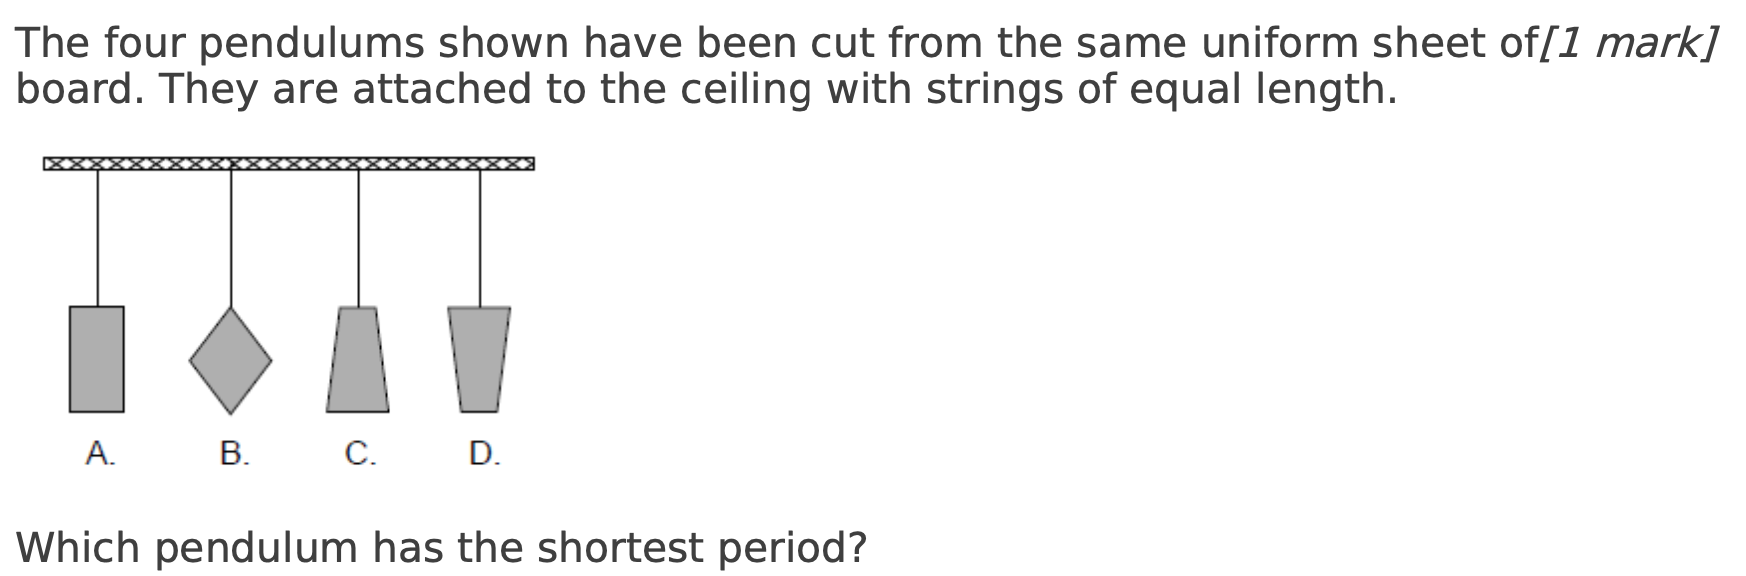 The four pendulums shown have been cut from the same uniform sheet of[1 mark]
board. They are attached to the ceiling with strings of equal length.
A. B. C. D.
Which pendulum has the shortest period?